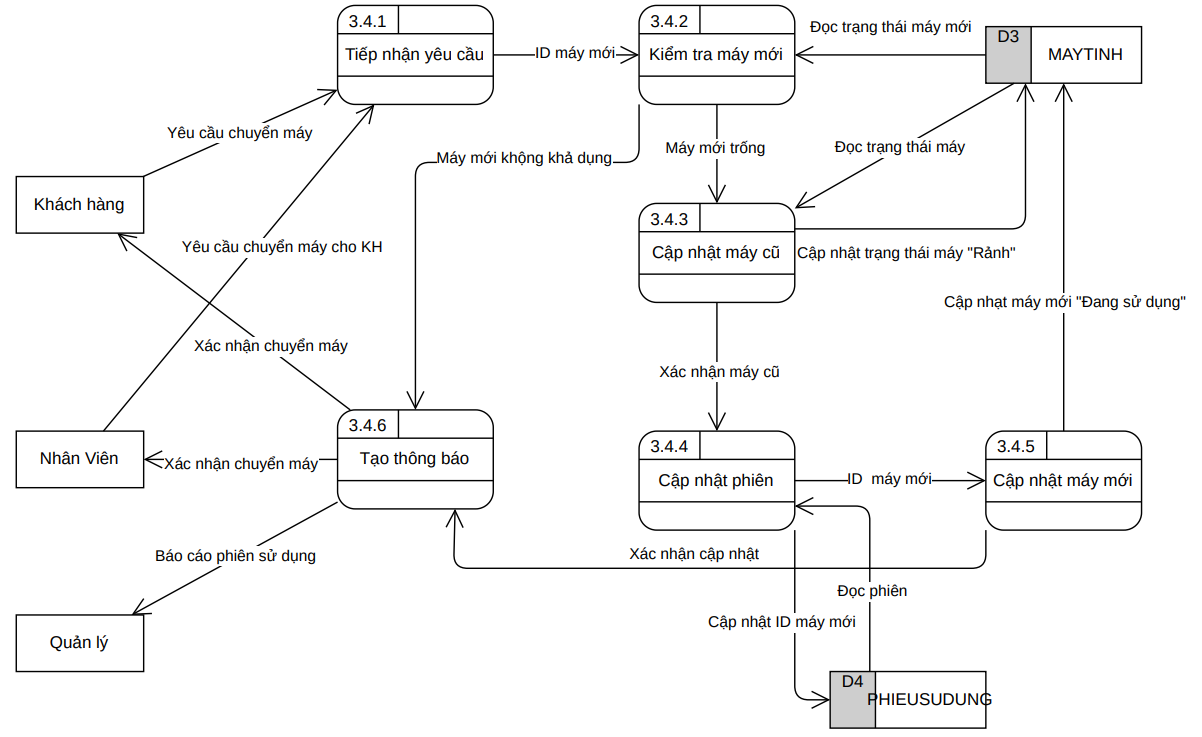 3.4.1
Tiếp nhận yêu cầu
ID máy mới
3.4.2
Kiểm tra máy mới
Đọc trạng thái máy mới
D3
MAYTINH
Yêu cầu chuyển máy
Máy mới không khả dụng
Máy mới trống
Đọc trạng thái máy
Khách hàng
3.4.3
Cập nhật máy cũ
Yêu cầu chuyển máy cho KH
Cập nhật trạng thái máy "Rảnh"
Cập nhạt máy mới "Đang sử dụng"
Xác nhận chuyển máy
Xác nhận máy cũ
3.4.6
Tạo thông báo
Nhân Viên
Xác nhận chuyển máy
3.4.4
Cập nhật phiên
ID  máy mới
3.4.5
Cập nhật máy mới
Báo cáo phiên sử dụng
Xác nhận cập nhật
Đọc phiên
Cập nhật ID máy mới
Quản lý
D4
PHIEUSUDUNG